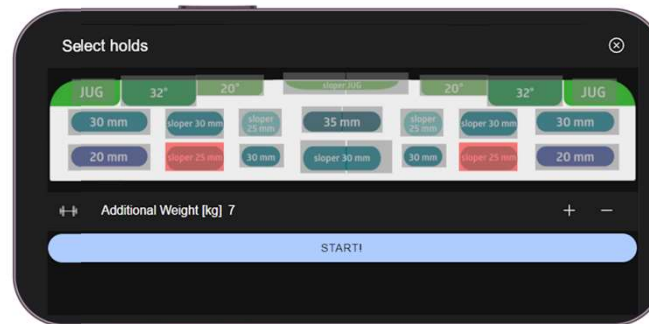 Select holds
JUG 32° 20° sloper JUG 20° 32° JUG
30 mm sloper 30 mm sloper 25 mm 35 mm sloper 25 mm sloper 30 mm 30 mm
20 mm sloper 25 mm 30 mm sloper 30 mm 30 mm sloper 25 mm 20 mm
Additional Weight [kg] 7
START!